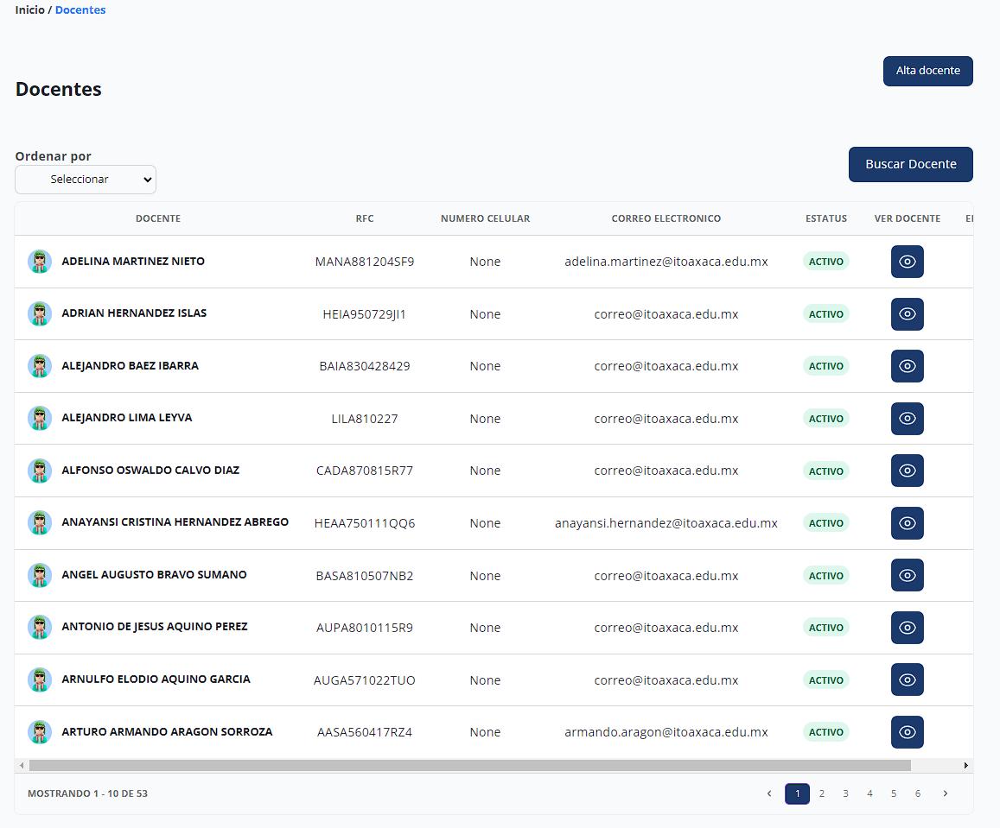 Inicio / Docentes
Alta docente
Docentes
Ordenar por
Seleccionar
Buscar Docente
DOCENTE RFC NUMERO CELULAR CORREO ELECTRONICO ESTATUS VER DOCENTE
ADELINA MARTINEZ NIETO MANA881204SF9 None adelina.martinez@itoaxaca.edu.mx ACTIVO
ADRIAN HERNANDEZ ISLAS HEIA950729JI1 None correo@itoaxaca.edu.mx ACTIVO
ALEJANDRO BAEZ IBARRA BAIA830428429 None correo@itoaxaca.edu.mx ACTIVO
ALEJANDRO LIMA LEYVA LILA810227 None correo@itoaxaca.edu.mx ACTIVO
ALFONSO OSWALDO CALVO DIAZ CADA870815R77 None correo@itoaxaca.edu.mx ACTIVO
ANAYANSI CRISTINA HERNANDEZ ABREGO HEAA750111QQ6 None anayansi.hernandez@itoaxaca.edu.mx ACTIVO
ANGEL AUGUSTO BRAVO SUMANO BASA810507NB2 None correo@itoaxaca.edu.mx ACTIVO
ANTONIO DE JESUS AQUINO PEREZ AUPA8010115R9 None correo@itoaxaca.edu.mx ACTIVO
ARNULFO ELODIO AQUINO GARCIA AUGA571022TUO None correo@itoaxaca.edu.mx ACTIVO
ARTURO ARMANDO ARAGON SORROZA AASA560417RZ4 None armando.aragon@itoaxaca.edu.mx ACTIVO
MOSTRANDO 1 - 10 DE 53
‹ 1 2 3 4 5 6 ›